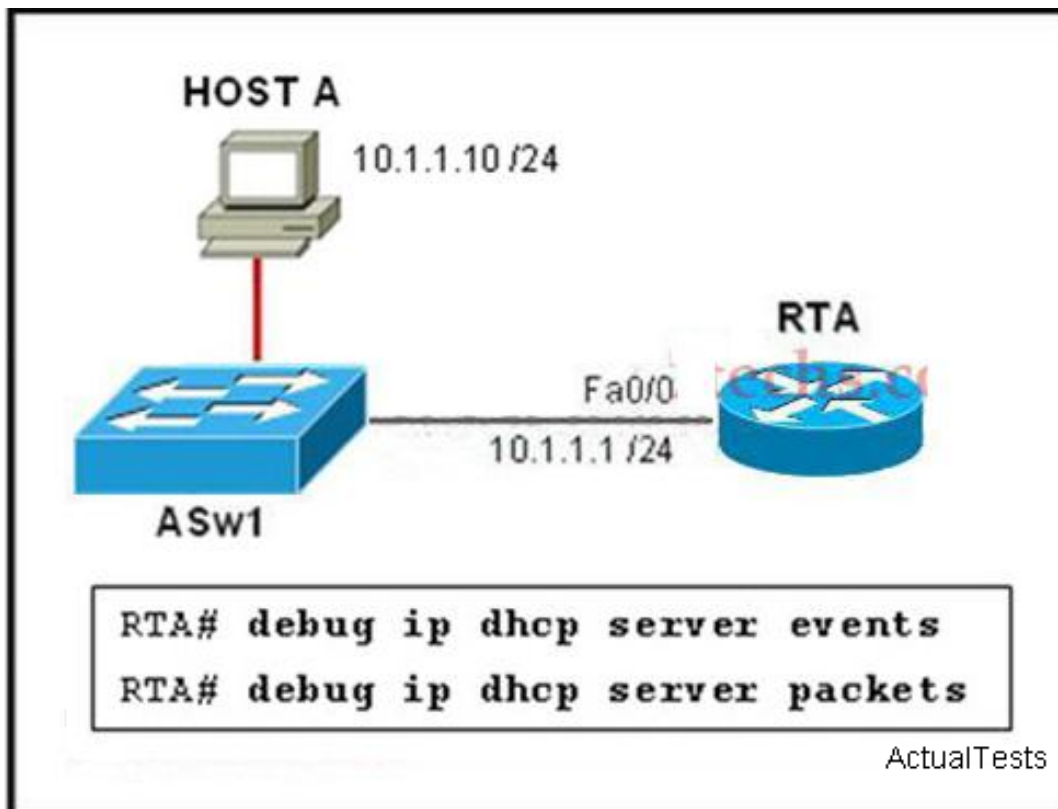 HOST A
10.1.1.10 /24
RTA
Fa0/0
10.1.1.1 /24
ASw1
RTA# debug ip dhcp server events
RTA# debug ip dhcp server packets
ActualTests